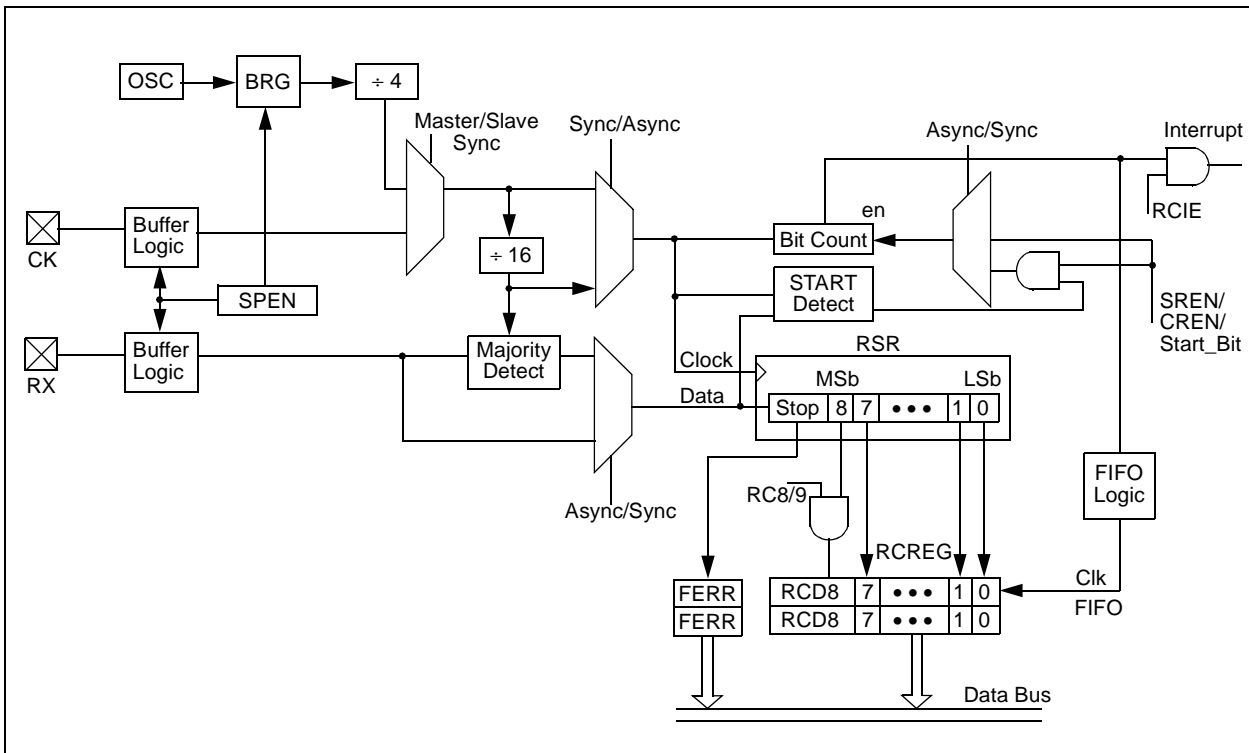 OSC
BRG
÷ 4
Master/Slave
Sync
Sync/Async
Async/Sync
Interrupt
RCIE
CK
Buffer
Logic
÷ 16
en
Bit Count
SPEN
START
Detect
SREN/
CREN/
Start_Bit
RX
Buffer
Logic
Majority
Detect
Clock
Data
RSR
MSb
LSb
Stop 8 7 ••• 1 0
Async/Sync
RC8/9
FIFO
Logic
RCREG
Clk
FIFO
FERR
FERR
RCD8 7 ••• 1 0
RCD8 7 ••• 1 0
Data Bus